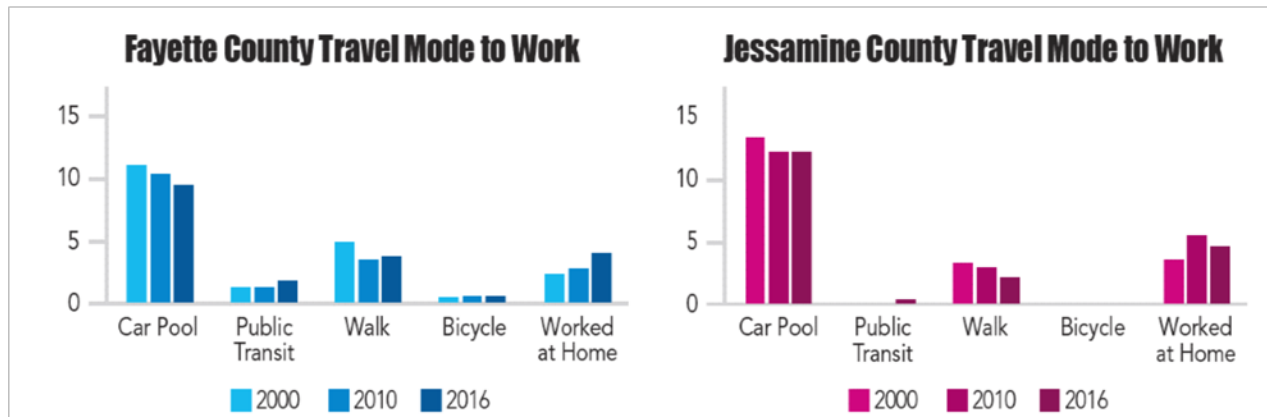 Fayette County Travel Mode to Work
15
10
5
0
Car Pool
Public
Transit
Walk
Bicycle
Worked
at Home
2000
2010
2016
Jessamine County Travel Mode to Work
15
10
5
0
Car Pool
Public
Transit
Walk
Bicycle
Worked
at Home
2000
2010
2016